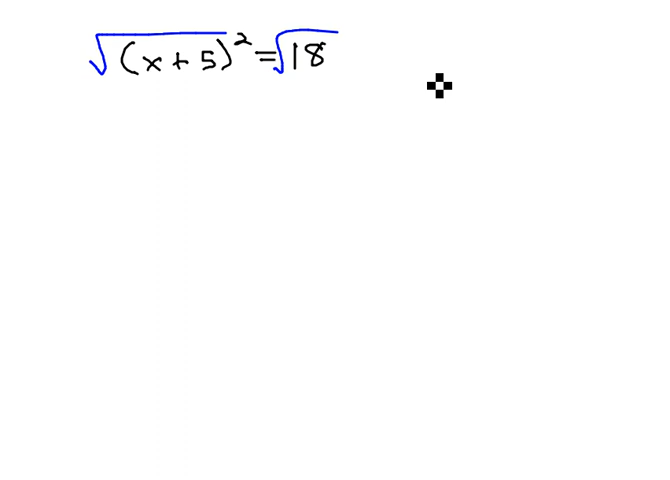 √(x+5)² = √18